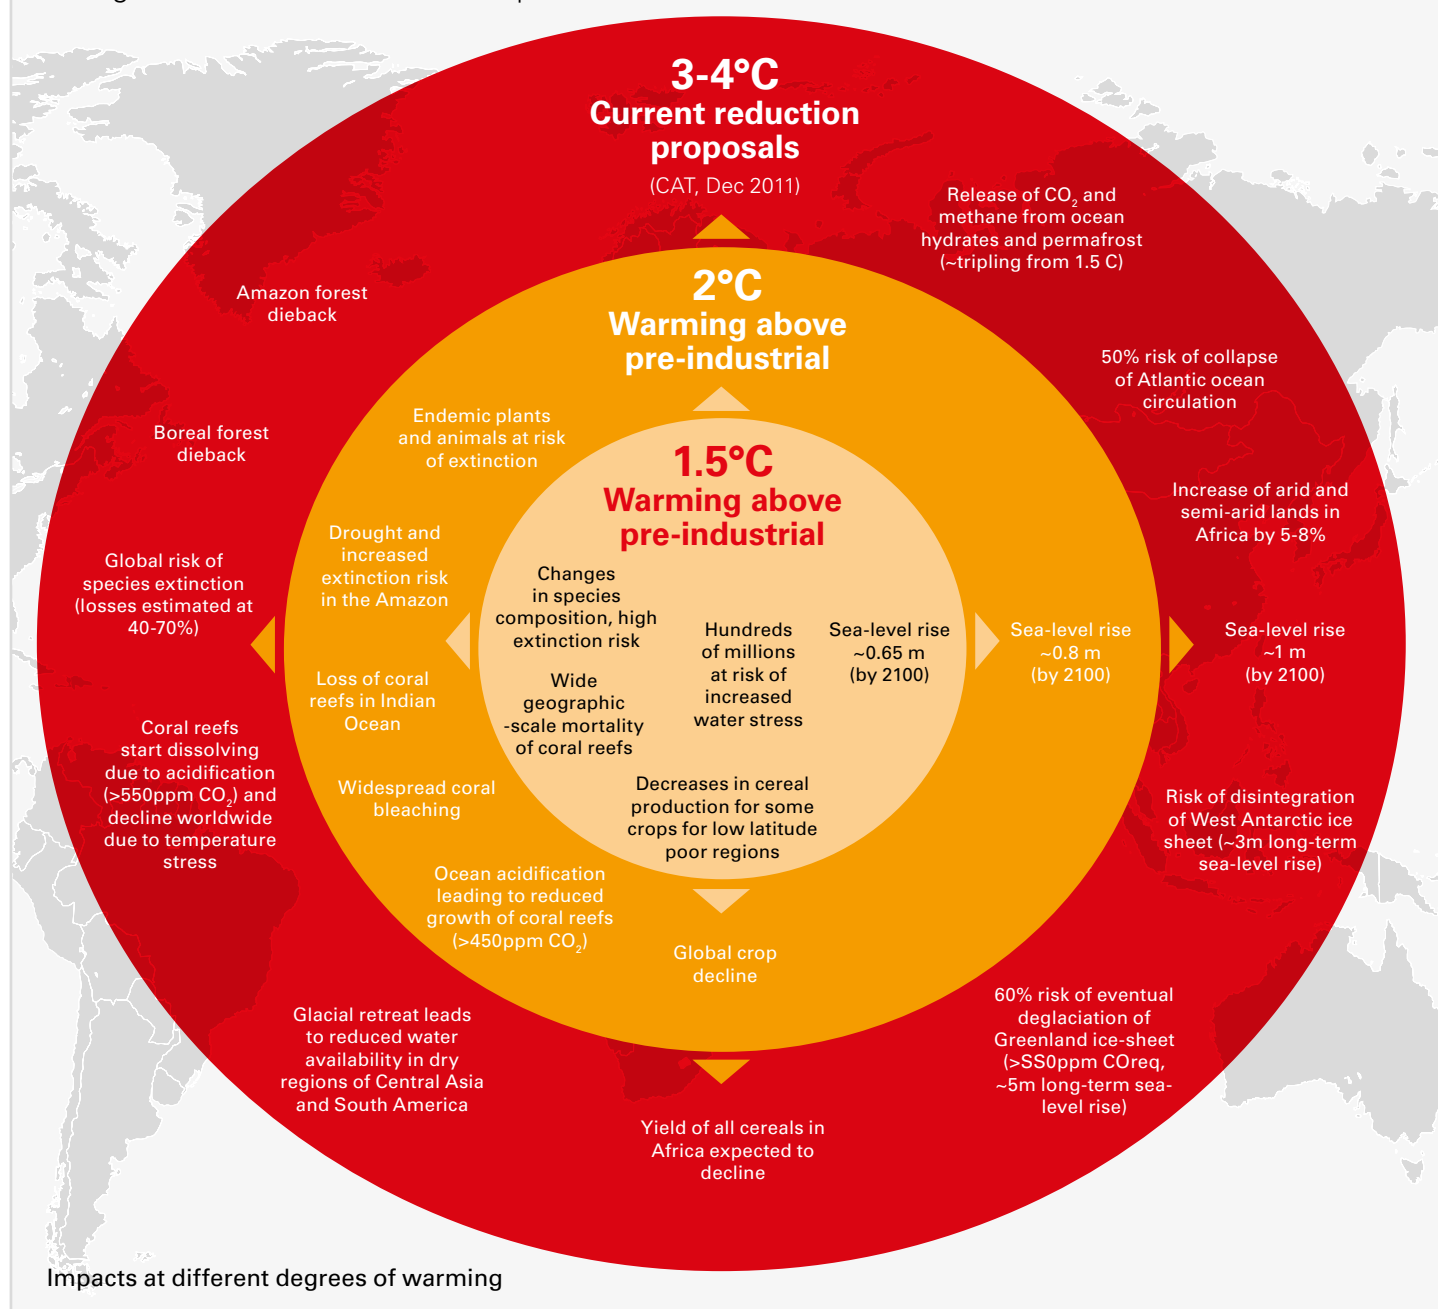 3-4°C
Current reduction
proposals
(CAT, Dec 2011)
Release of CO₂ and
methane from ocean
hydrates and permafrost
(~tripling from 1.5 C)
Amazon forest
dieback
50% risk of collapse
of Atlantic ocean
circulation
Boreal forest
dieback
Increase of arid and
semi-arid lands in
Africa by 5-8%
Global risk of
species extinction
(losses estimated at
40-70%)
Sea-level rise
~1 m
(by 2100)
Coral reefs
start dissolving
due to acidification
(>550ppm CO₂) and
decline worldwide
due to temperature
stress
Risk of disintegration
of West Antarctic ice
sheet (~3m long-term
sea-level rise)
Glacial retreat leads
to reduced water
availability in dry
regions of Central Asia
and South America
60% risk of eventual
deglaciation of
Greenland ice-sheet
(>SS0ppm COreq,
~5m long-term sea-
level rise)
Yield of all cereals in
Africa expected to
decline
2°C
Warming above
pre-industrial
Endemic plants
and animals at risk
of extinction
Drought and
increased
extinction risk
in the Amazon
Loss of coral
reefs in Indian
Ocean
Widespread coral
bleaching
Ocean acidification
leading to reduced
growth of coral reefs
(>450ppm CO₂)
Global crop
decline
Sea-level rise
~0.8 m
(by 2100)
1.5°C
Warming above
pre-industrial
Changes
in species
composition, high
extinction risk
Wide
geographic
-scale mortality
of coral reefs
Hundreds
of millions
at risk of
increased
water stress
Sea-level rise
~0.65 m
(by 2100)
Decreases in cereal
production for some
crops for low latitude
poor regions
Impacts at different degrees of warming